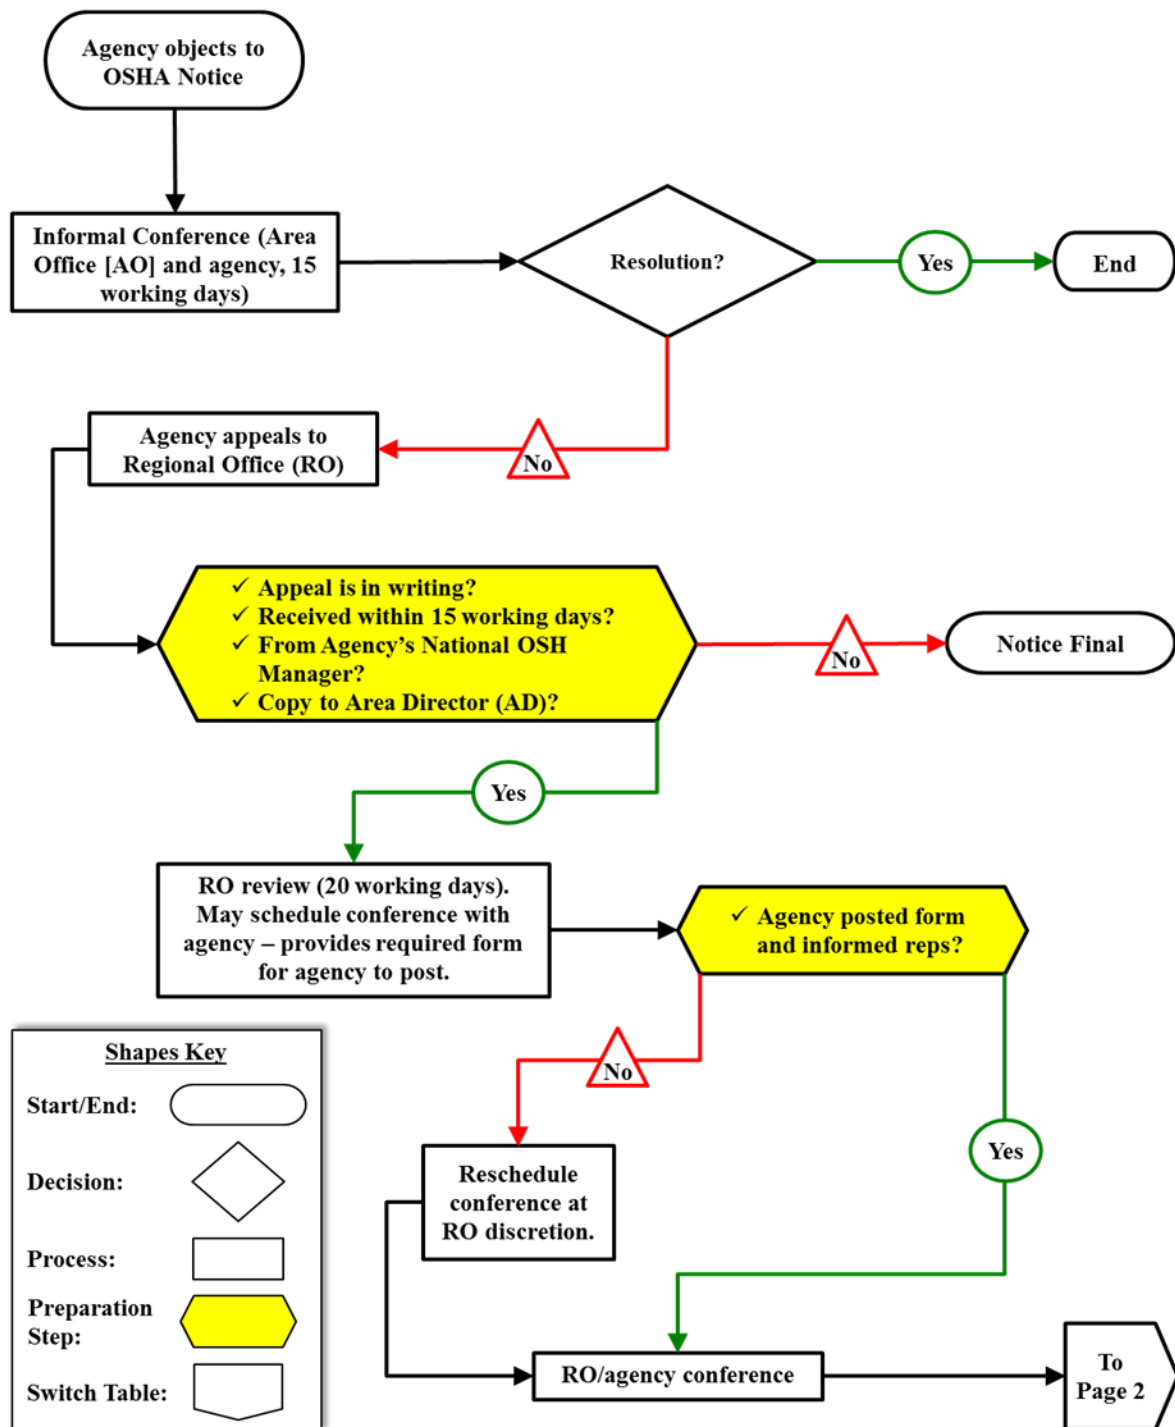 Agency objects to
OSHA Notice
Informal Conference (Area
Office [AO] and agency, 15
working days)
Resolution?
Yes
End
Agency appeals to
Regional Office (RO)
No
✓ Appeal is in writing?
✓ Received within 15 working days?
✓ From Agency's National OSH
Manager?
✓ Copy to Area Director (AD)?
No
Notice Final
Yes
RO review (20 working days).
May schedule conference with
agency – provides required form
for agency to post.
✓ Agency posted form
and informed reps?
No
Yes
Reschedule
conference at
RO discretion.
RO/agency conference
To
Page 2
Shapes Key
Start/End:
Decision:
Process:
Preparation
Step:
Switch Table: